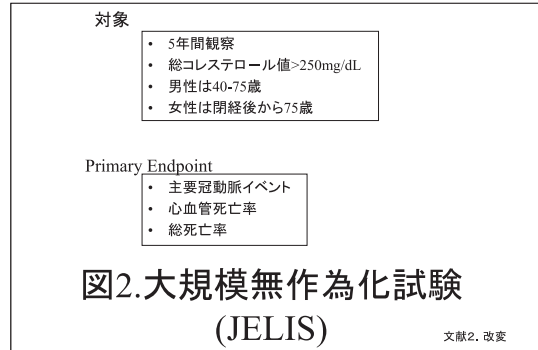 対象
• 5年間観察
• 総コレステロール値>250mg/dL
• 男性は40-75歳
• 女性は閉経後から75歳
Primary Endpoint
• 主要冠動脈イベント
• 心血管死亡率
• 総死亡率
図2.大規模無作為化試験
(JELIS)
文献2. 改変